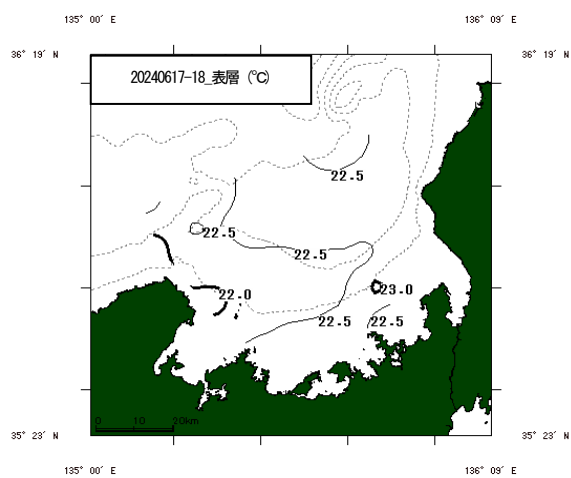 135° 00′ E
136° 09′ E
36° 19′ N
36° 19′ N
20240617-18_表層 (℃)
22.5
22.5
22.5
22.0
23.0
22.5
22.5
0 10 20km
35° 23′ N
35° 23′ N
135° 00′ E
136° 09′ E